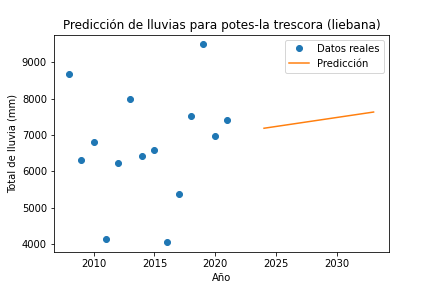 Predicción de lluvias para potes-la trescora (liebana)
Datos reales
Predicción
Total de lluvia (mm)
9000
8000
7000
6000
5000
4000
2010 2015 2020 2025 2030
Año